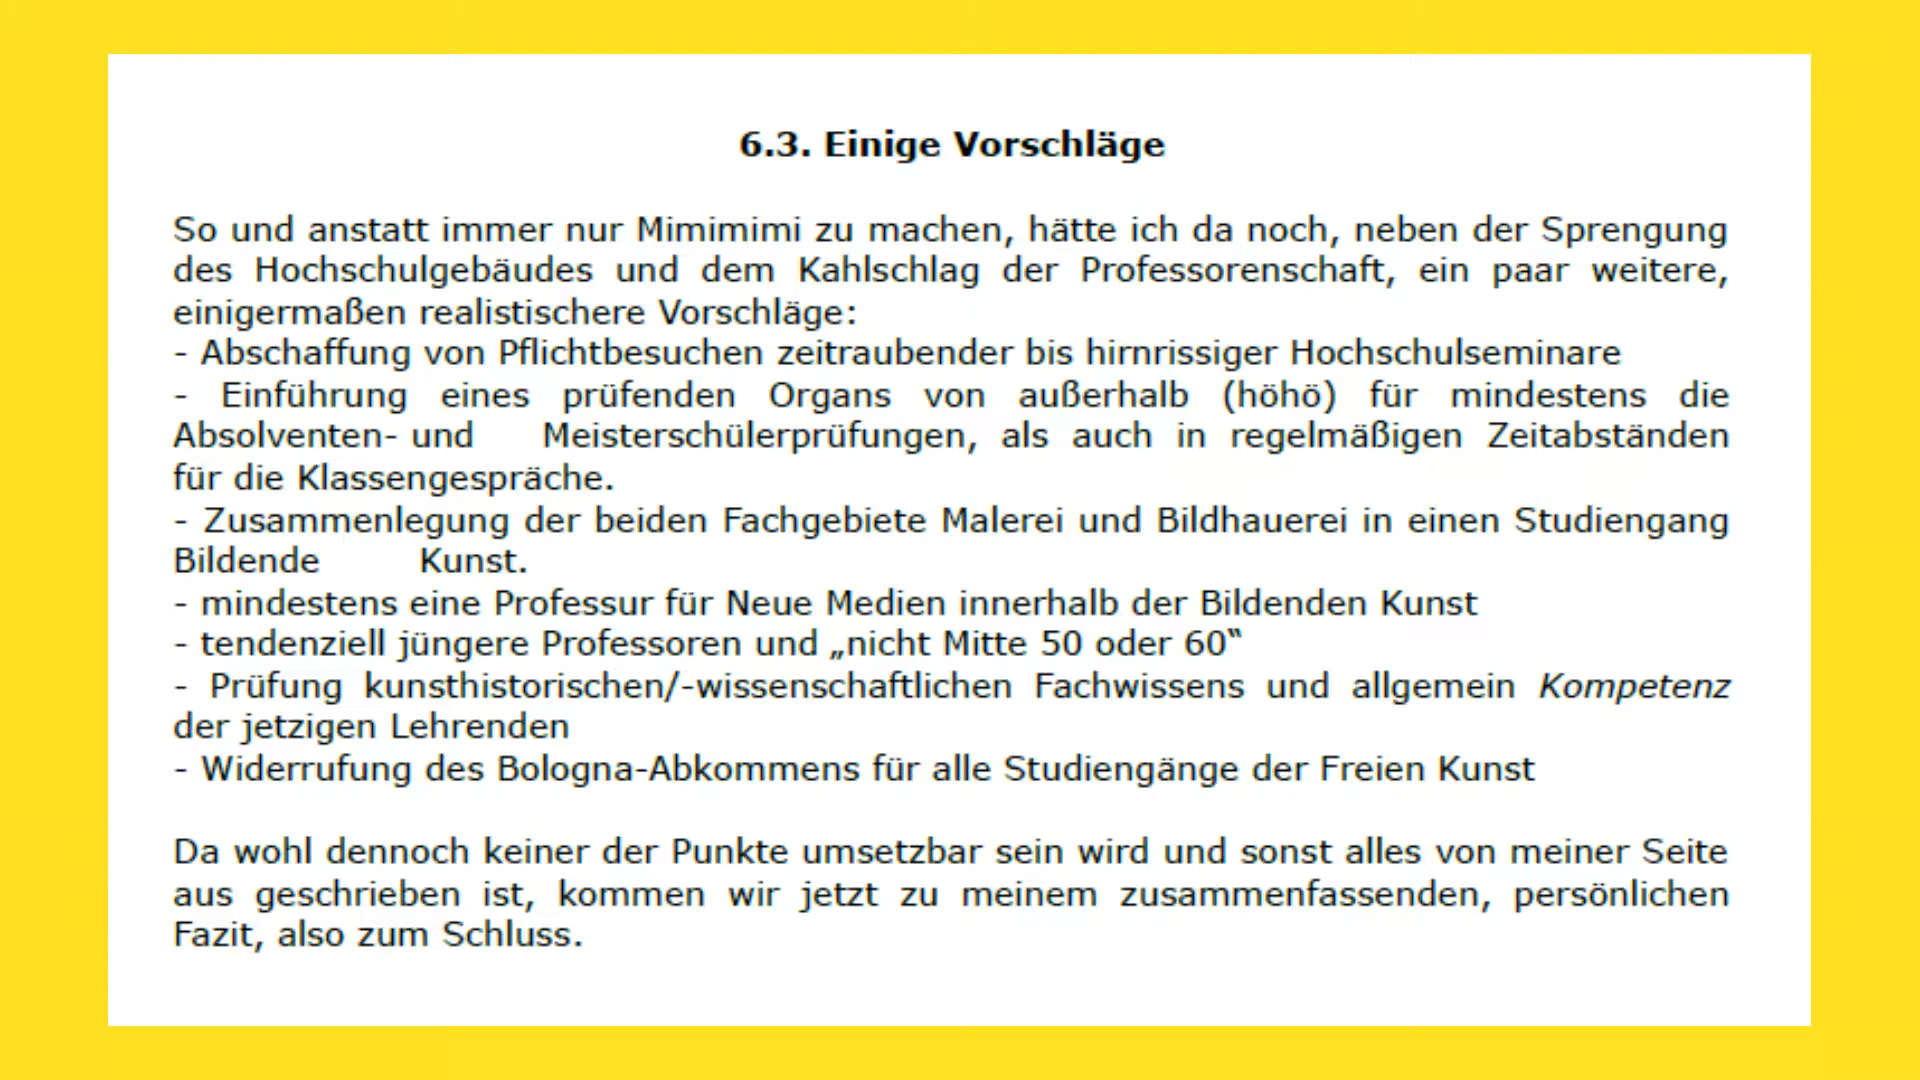 6.3. Einige Vorschläge
So und anstatt immer nur Mimimimi zu machen, hätte ich da noch, neben der Sprengung
des Hochschulgebäudes und dem Kahlschlag der Professorenschaft, ein paar weitere,
einigermaßen realistischere Vorschläge:
- Abschaffung von Pflichtbesuchen zeitraubender bis hirnrissiger Hochschulseminare
- Einführung eines prüfenden Organs von außerhalb (höhö) für mindestens die
Absolventen- und Meisterschülerprüfungen, als auch in regelmäßigen Zeitabständen
für die Klassengespräche.
- Zusammenlegung der beiden Fachgebiete Malerei und Bildhauerei in einen Studiengang
Bildende Kunst.
- mindestens eine Professur für Neue Medien innerhalb der Bildenden Kunst
- tendenziell jüngere Professoren und „nicht Mitte 50 oder 60‟
- Prüfung kunsthistorischen/-wissenschaftlichen Fachwissens und allgemein Kompetenz
der jetzigen Lehrenden
- Widerrufung des Bologna-Abkommens für alle Studiengänge der Freien Kunst
Da wohl dennoch keiner der Punkte umsetzbar sein wird und sonst alles von meiner Seite
aus geschrieben ist, kommen wir jetzt zu meinem zusammenfassenden, persönlichen
Fazit, also zum Schluss.